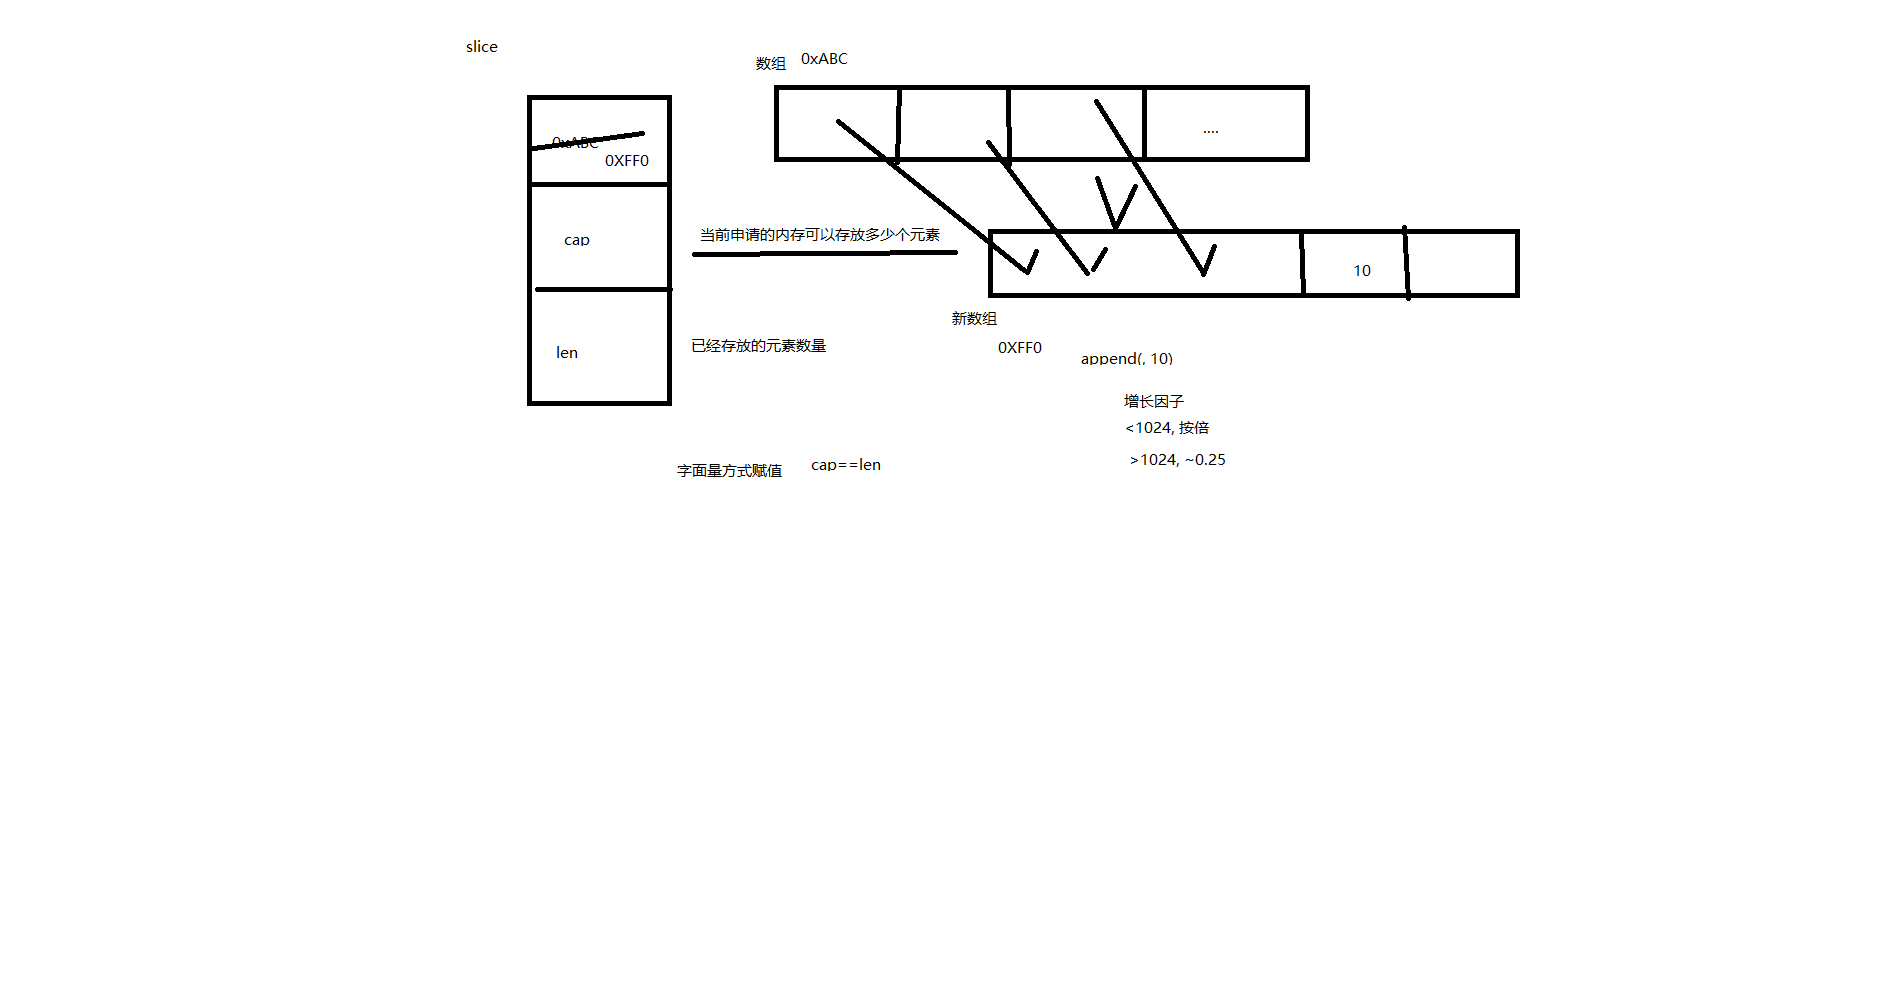 slice
数组 0xABC
0xABC
0XFF0
....
cap
当前申请的内存可以存放多少个元素
10
新数组
0XFF0
len
已经存放的元素数量
append(, 10)
增长因子
<1024, 按倍
>1024, ~0.25
字面量方式赋值 cap==len